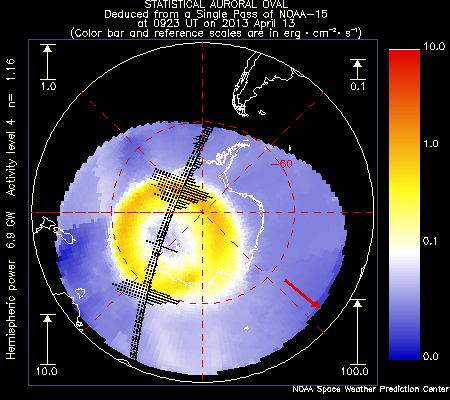 STATISTICAL AURORAL OVAL
Deduced from a Single Pass of NOAA-15
at 0923 UT on 2013 April 13
(Color bar and reference scales are in erg · cm⁻² · s⁻¹)
Hemispheric power 6.9 GW Activity level 4 n= 1.16
1.0
0.1
10.0
100.0
-60
10.0
1.0
0.1
0.0
NOAA Space Weather Prediction Center